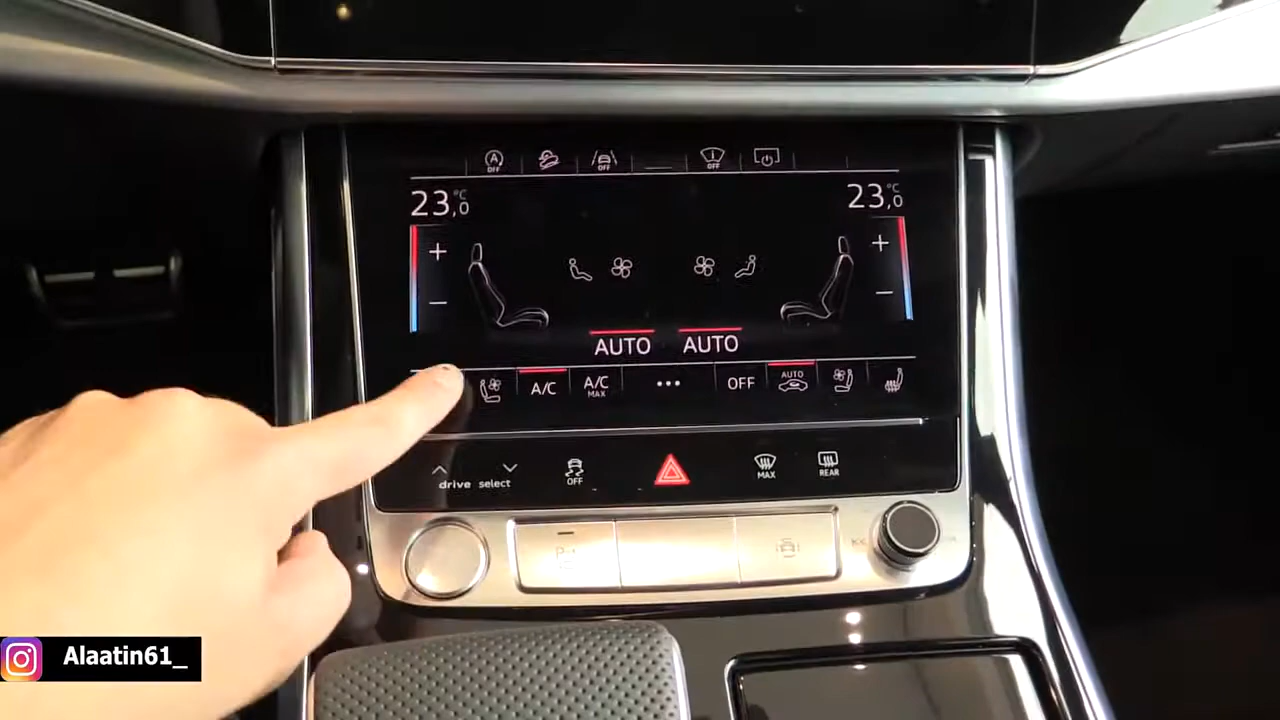 A OFF
OFF
OFF
23,0 °C
23,0 °C
AUTO AUTO
A/C
A/C MAX
OFF
AUTO
drive select
OFF
MAX
REAR
Alaatin61_